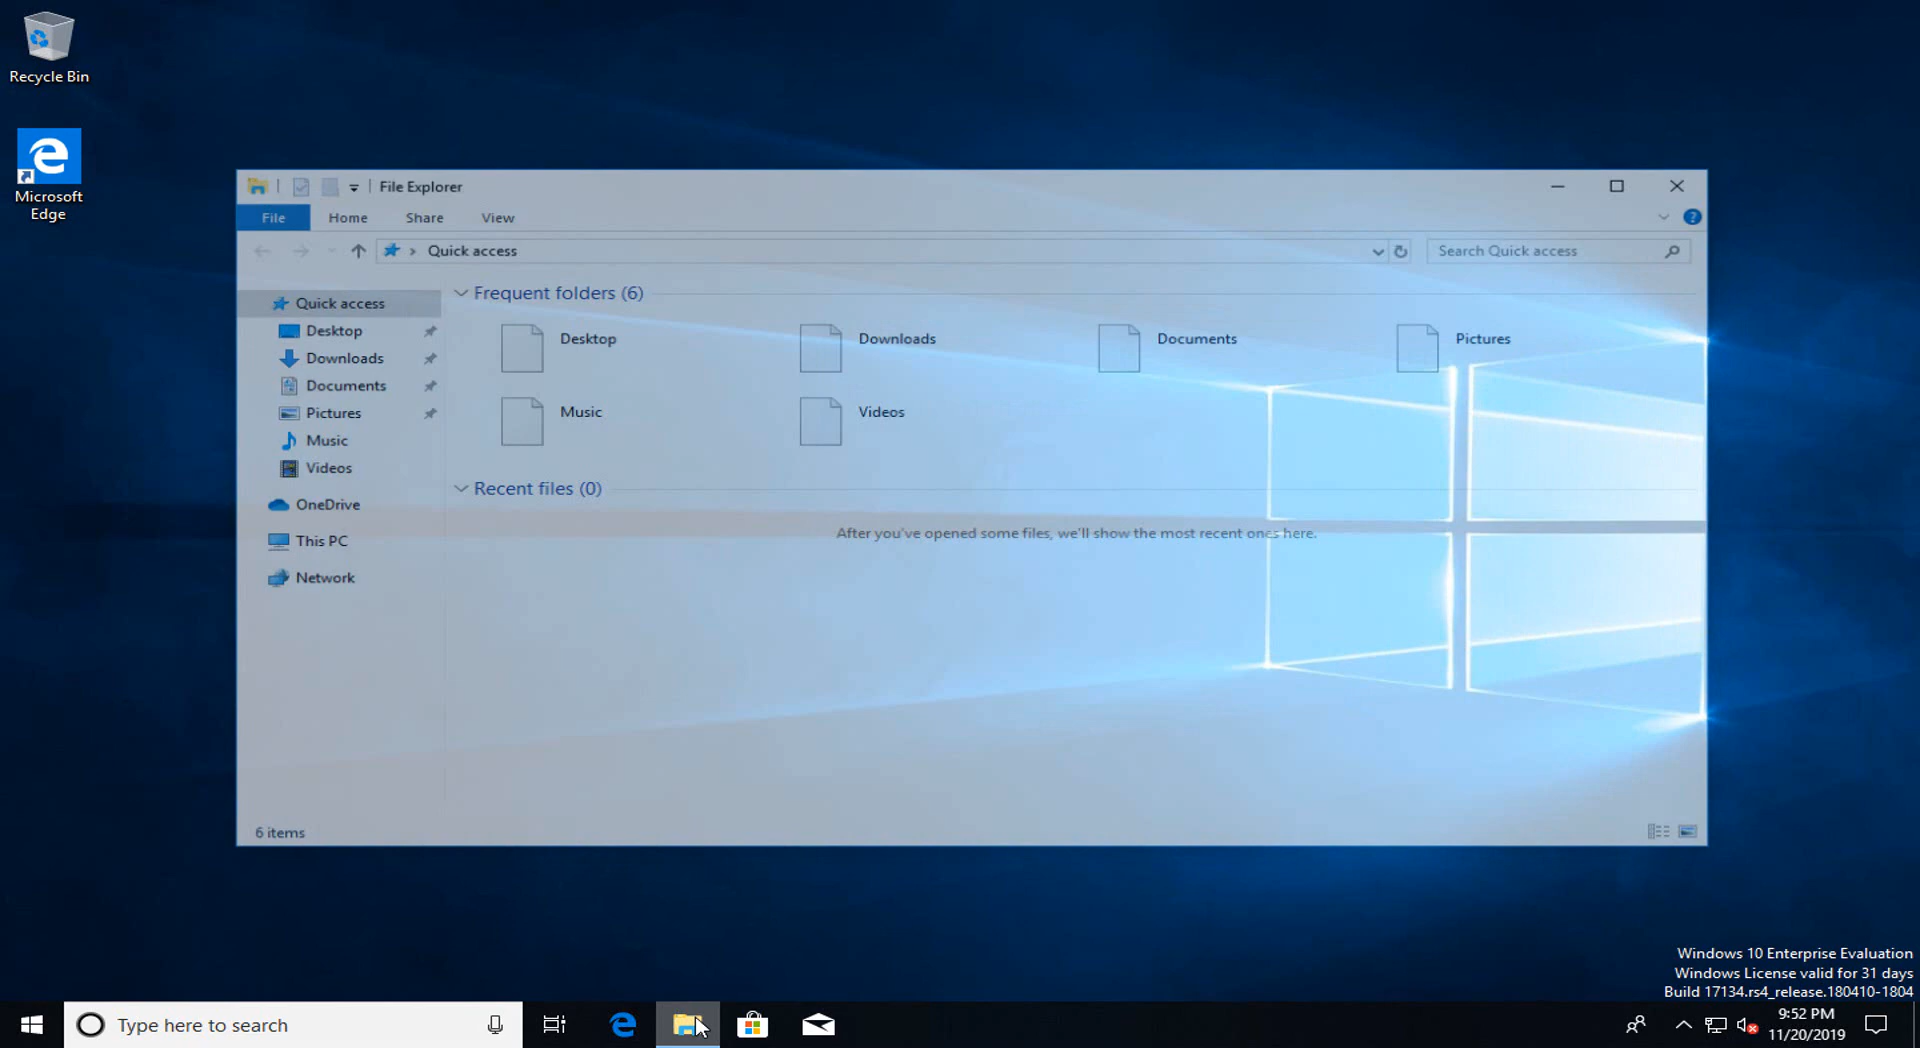 Recycle Bin
Microsoft
Edge
File Explorer
File
Home
Share
View
Quick access
Search Quick access
Quick access
Desktop
Downloads
Documents
Pictures
Music
Videos
OneDrive
This PC
Network
Frequent folders (6)
Desktop
Downloads
Documents
Pictures
Music
Videos
Recent files (0)
After you've opened some files, we'll show the most recent ones here.
6 items
Windows 10 Enterprise Evaluation
Windows License valid for 31 days
Build 17134.rs4_release.180410-1804
Type here to search
9:52 PM
11/20/2019